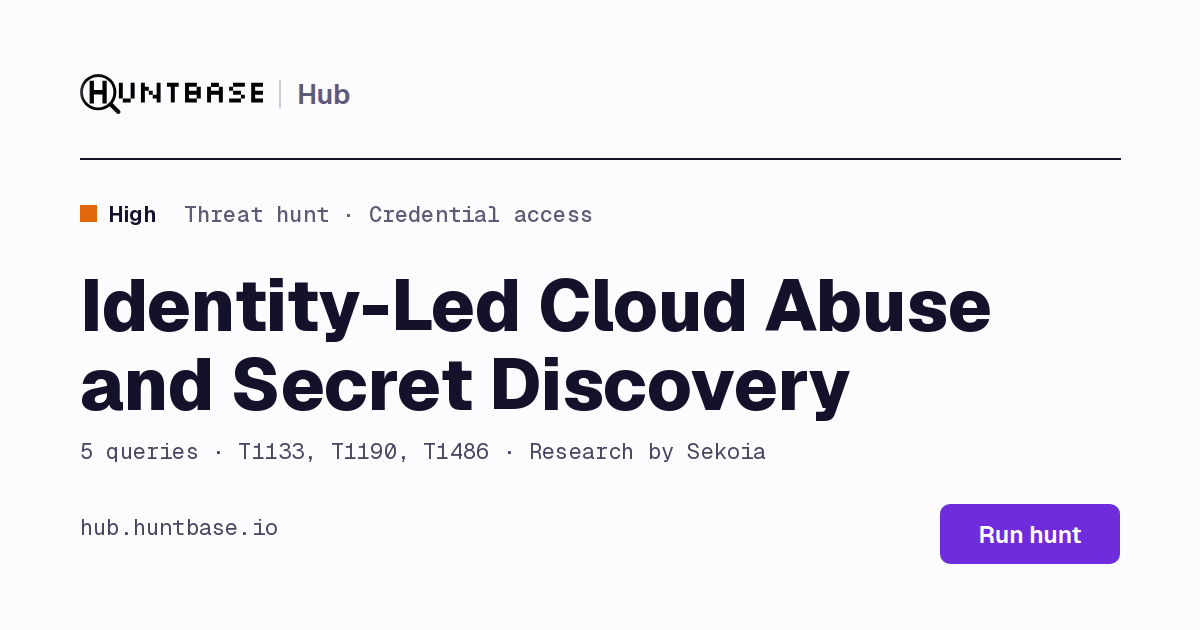 HUNTBASE | Hub
High Threat hunt · Credential access
Identity-Led Cloud Abuse
and Secret Discovery
5 queries · T1133, T1190, T1486 · Research by Sekoia
hub.huntbase.io
Run hunt